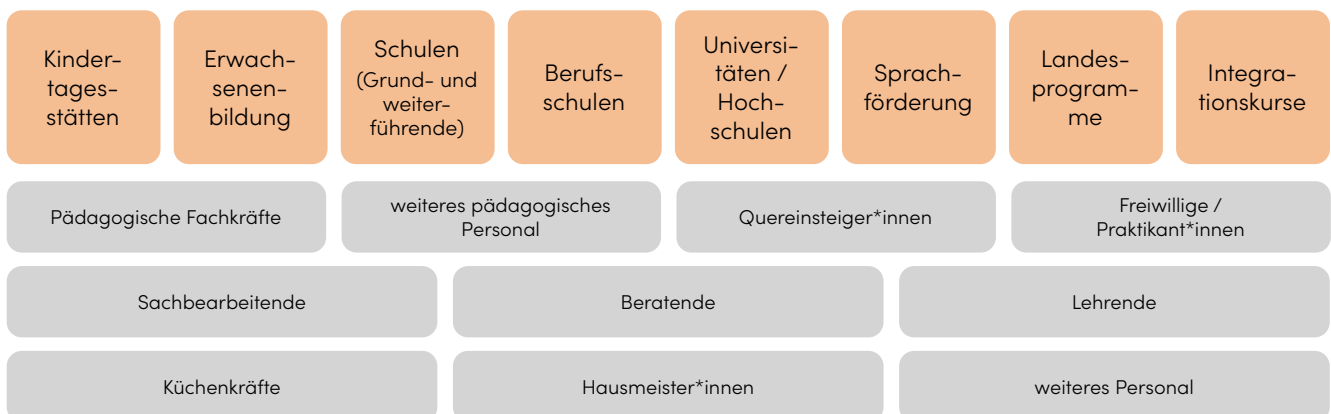 Kinder-
tages-
stätten
Erwach-
senen-
bildung
Schulen
(Grund- und
weiter-
führende)
Berufs-
schulen
Universi-
täten /
Hoch-
schulen
Sprach-
förderung
Landes-
program-
me
Integra-
tionskurse
Pädagogische Fachkräfte
weiteres pädagogisches
Personal
Quereinsteiger*innen
Freiwillige /
Praktikant*innen
Sachbearbeitende
Beratende
Lehrende
Küchenkräfte
Hausmeister*innen
weiteres Personal